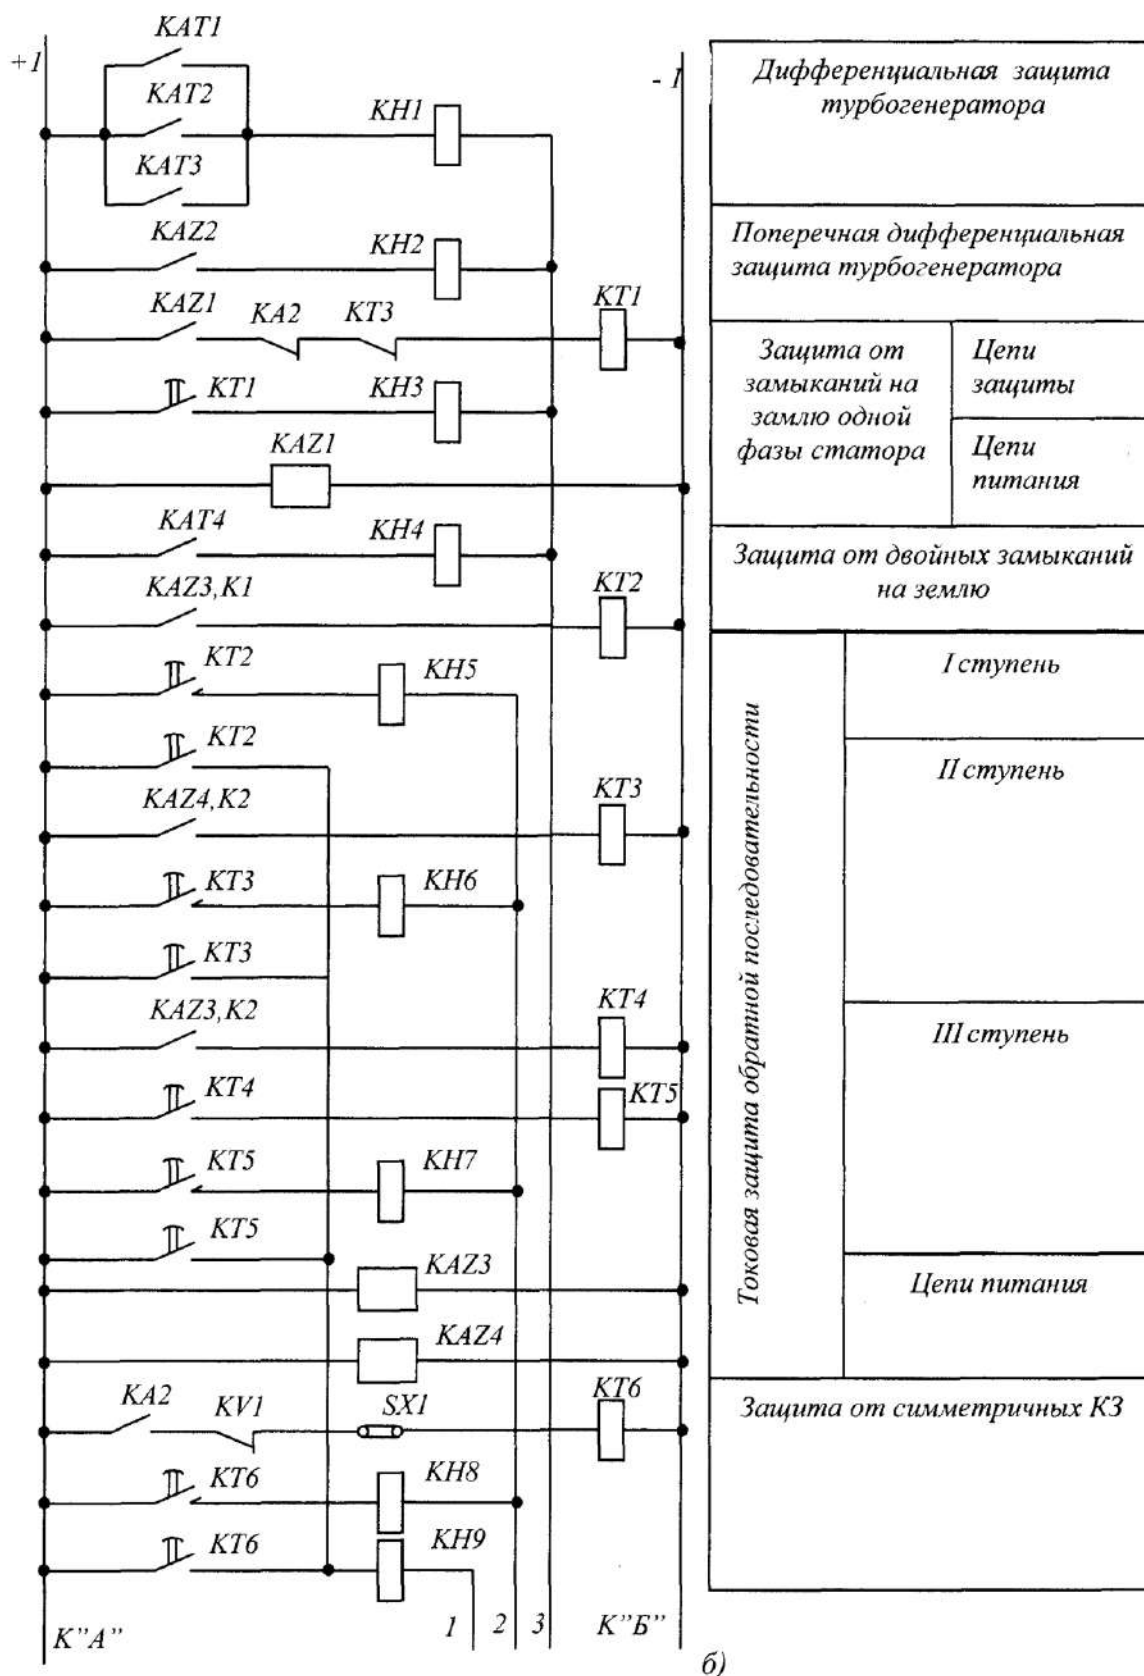 KAT1
+1
- 1
KAT2
KH1
KAT3
Дифференциальная защита
турбогенератора
KAZ2
KH2
Поперечная дифференциальная
защита турбогенератора
KAZ1
KA2
KT3
KT1
KT1
KH3
Защита от
замыканий на
замлю одной
фазы статора
Цепи
защиты
Цепи
питания
KAZ1
KAT4
KH4
Защита от двойных замыканий
на землю
KAZ3,K1
KT2
KT2
KH5
I ступень
KT2
II ступень
KAZ4,K2
KT3
KT3
KH6
KT3
Токовая защита обратной последовательности
KAZ3,K2
KT4
III ступень
KT4
KT5
KT5
KH7
KT5
KAZ3
Цепи питания
KAZ4
KA2
KV1
SX1
KT6
Защита от симметричных КЗ
KT6
KH8
KT6
KH9
К”А”
1
2
3
К”Б”
б)